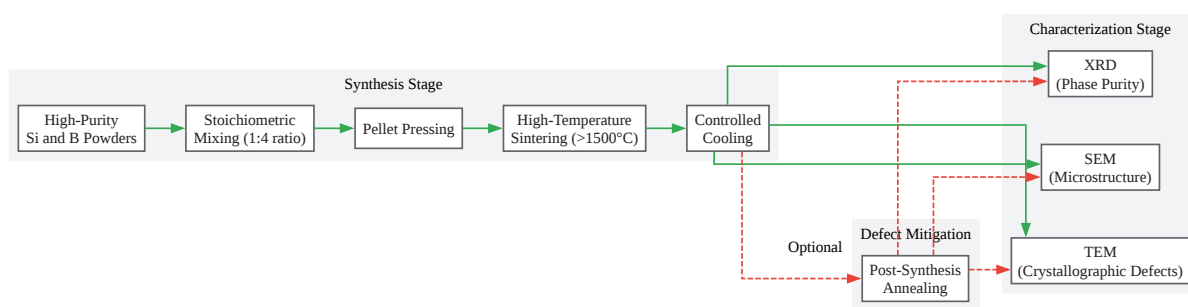 Characterization Stage
XRD
(Phase Purity)
Synthesis Stage
High-Purity
Si and B Powders
Stoichiometric
Mixing (1:4 ratio)
Pellet Pressing
High-Temperature
Sintering (>1500°C)
Controlled
Cooling
SEM
(Microstructure)
Optional
Defect Mitigation
Post-Synthesis
Annealing
TEM
(Crystallographic Defects)